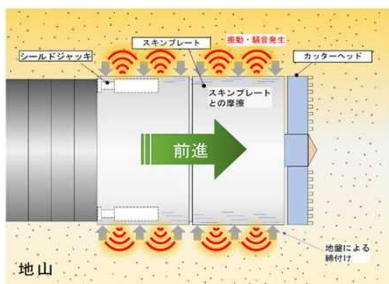 スキンプレート
振動・騒音発生
シールドジャッキ
カッターヘッド
スキンプレート
との摩擦
前進
地盤による
締付け
地山